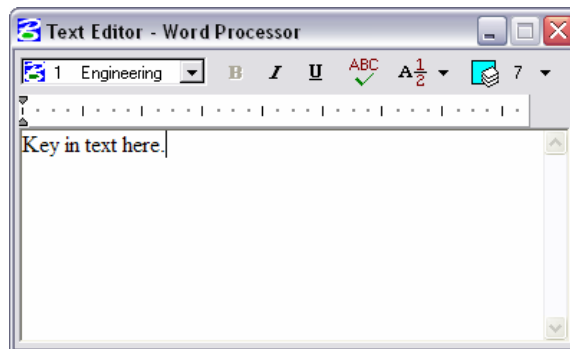 Text Editor - Word Processor
1 Engineering B I U ABC A½ 7
Key in text here.